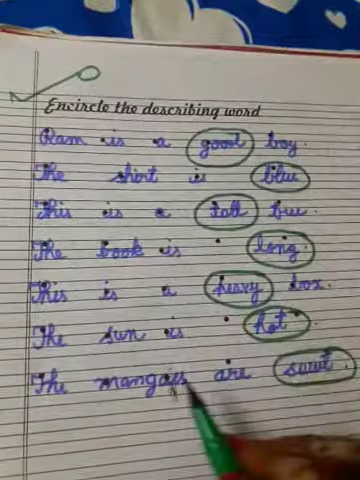 Encircle the describing word
Ram is a good boy.
The shirt is blue
This is a tall tree.
The book is long.
This is a heavy box.
The sun is hot.
The mangoes are sweet.